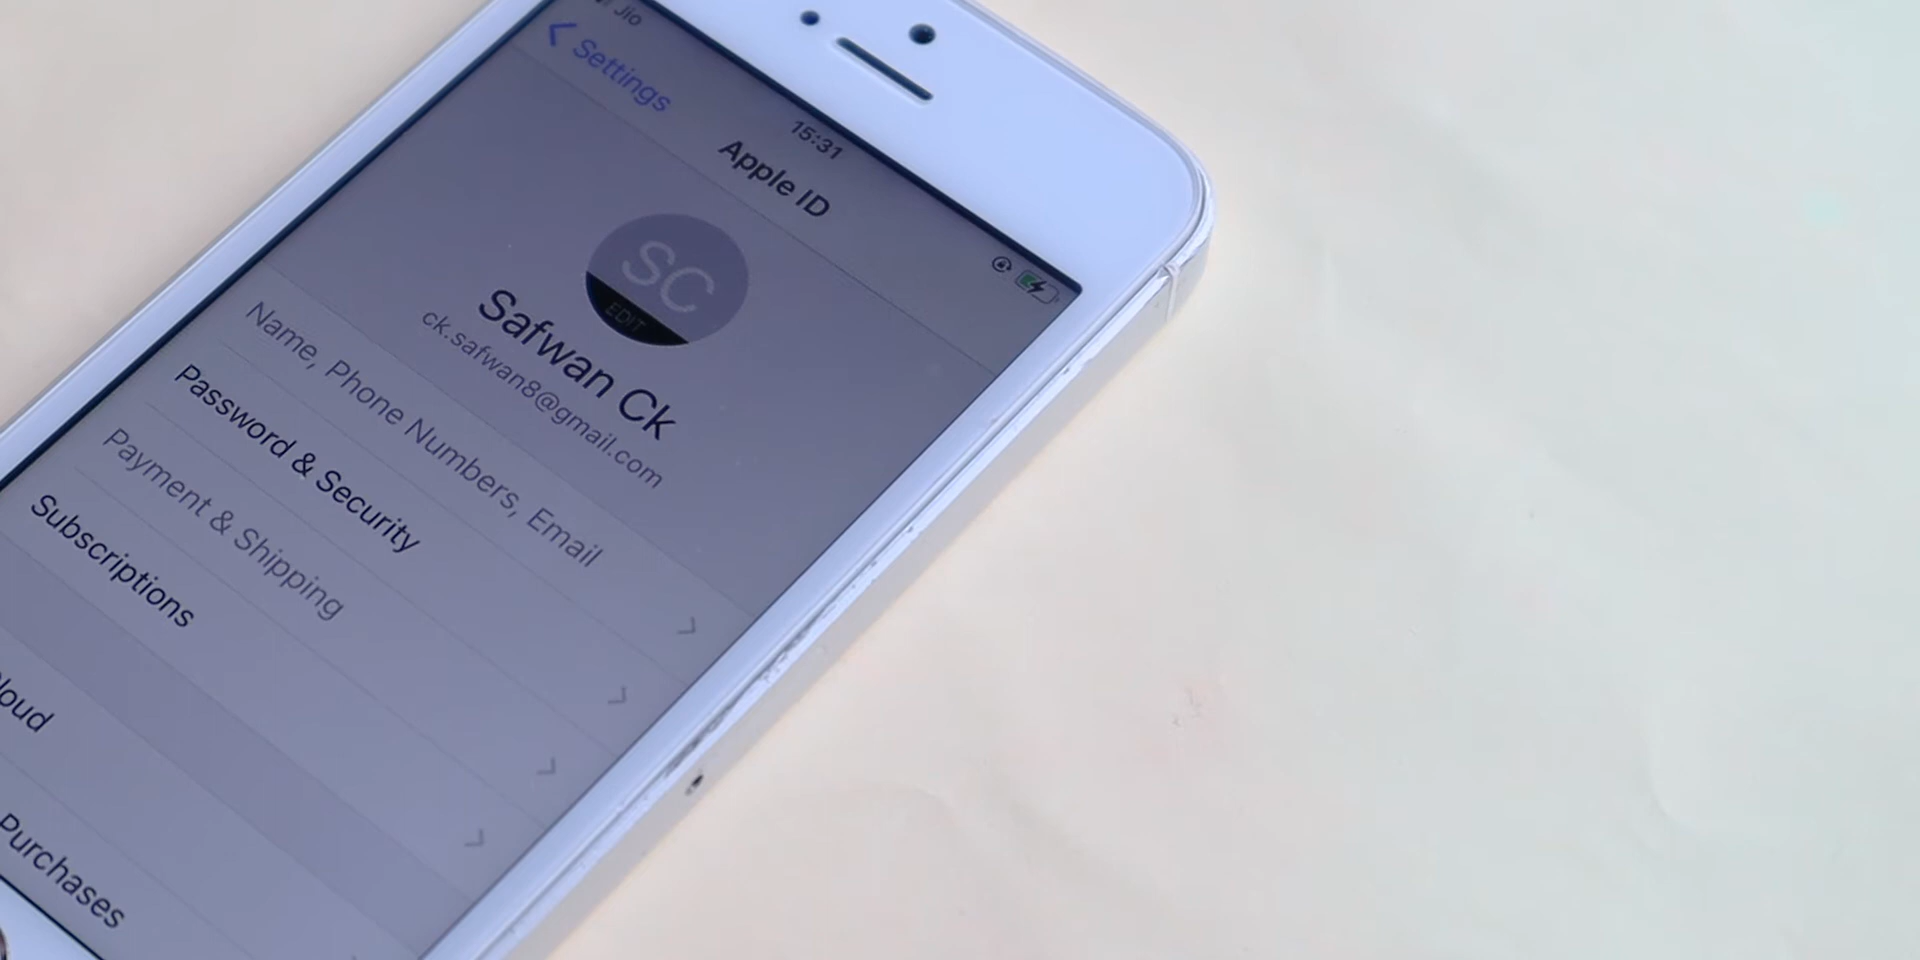 Jio
Settings
15:31
Apple ID
SC
EDIT
Safwan Ck
ck.safwan8@gmail.com
Name, Phone Numbers, Email
Password & Security
Payment & Shipping
Subscriptions
loud
Purchases